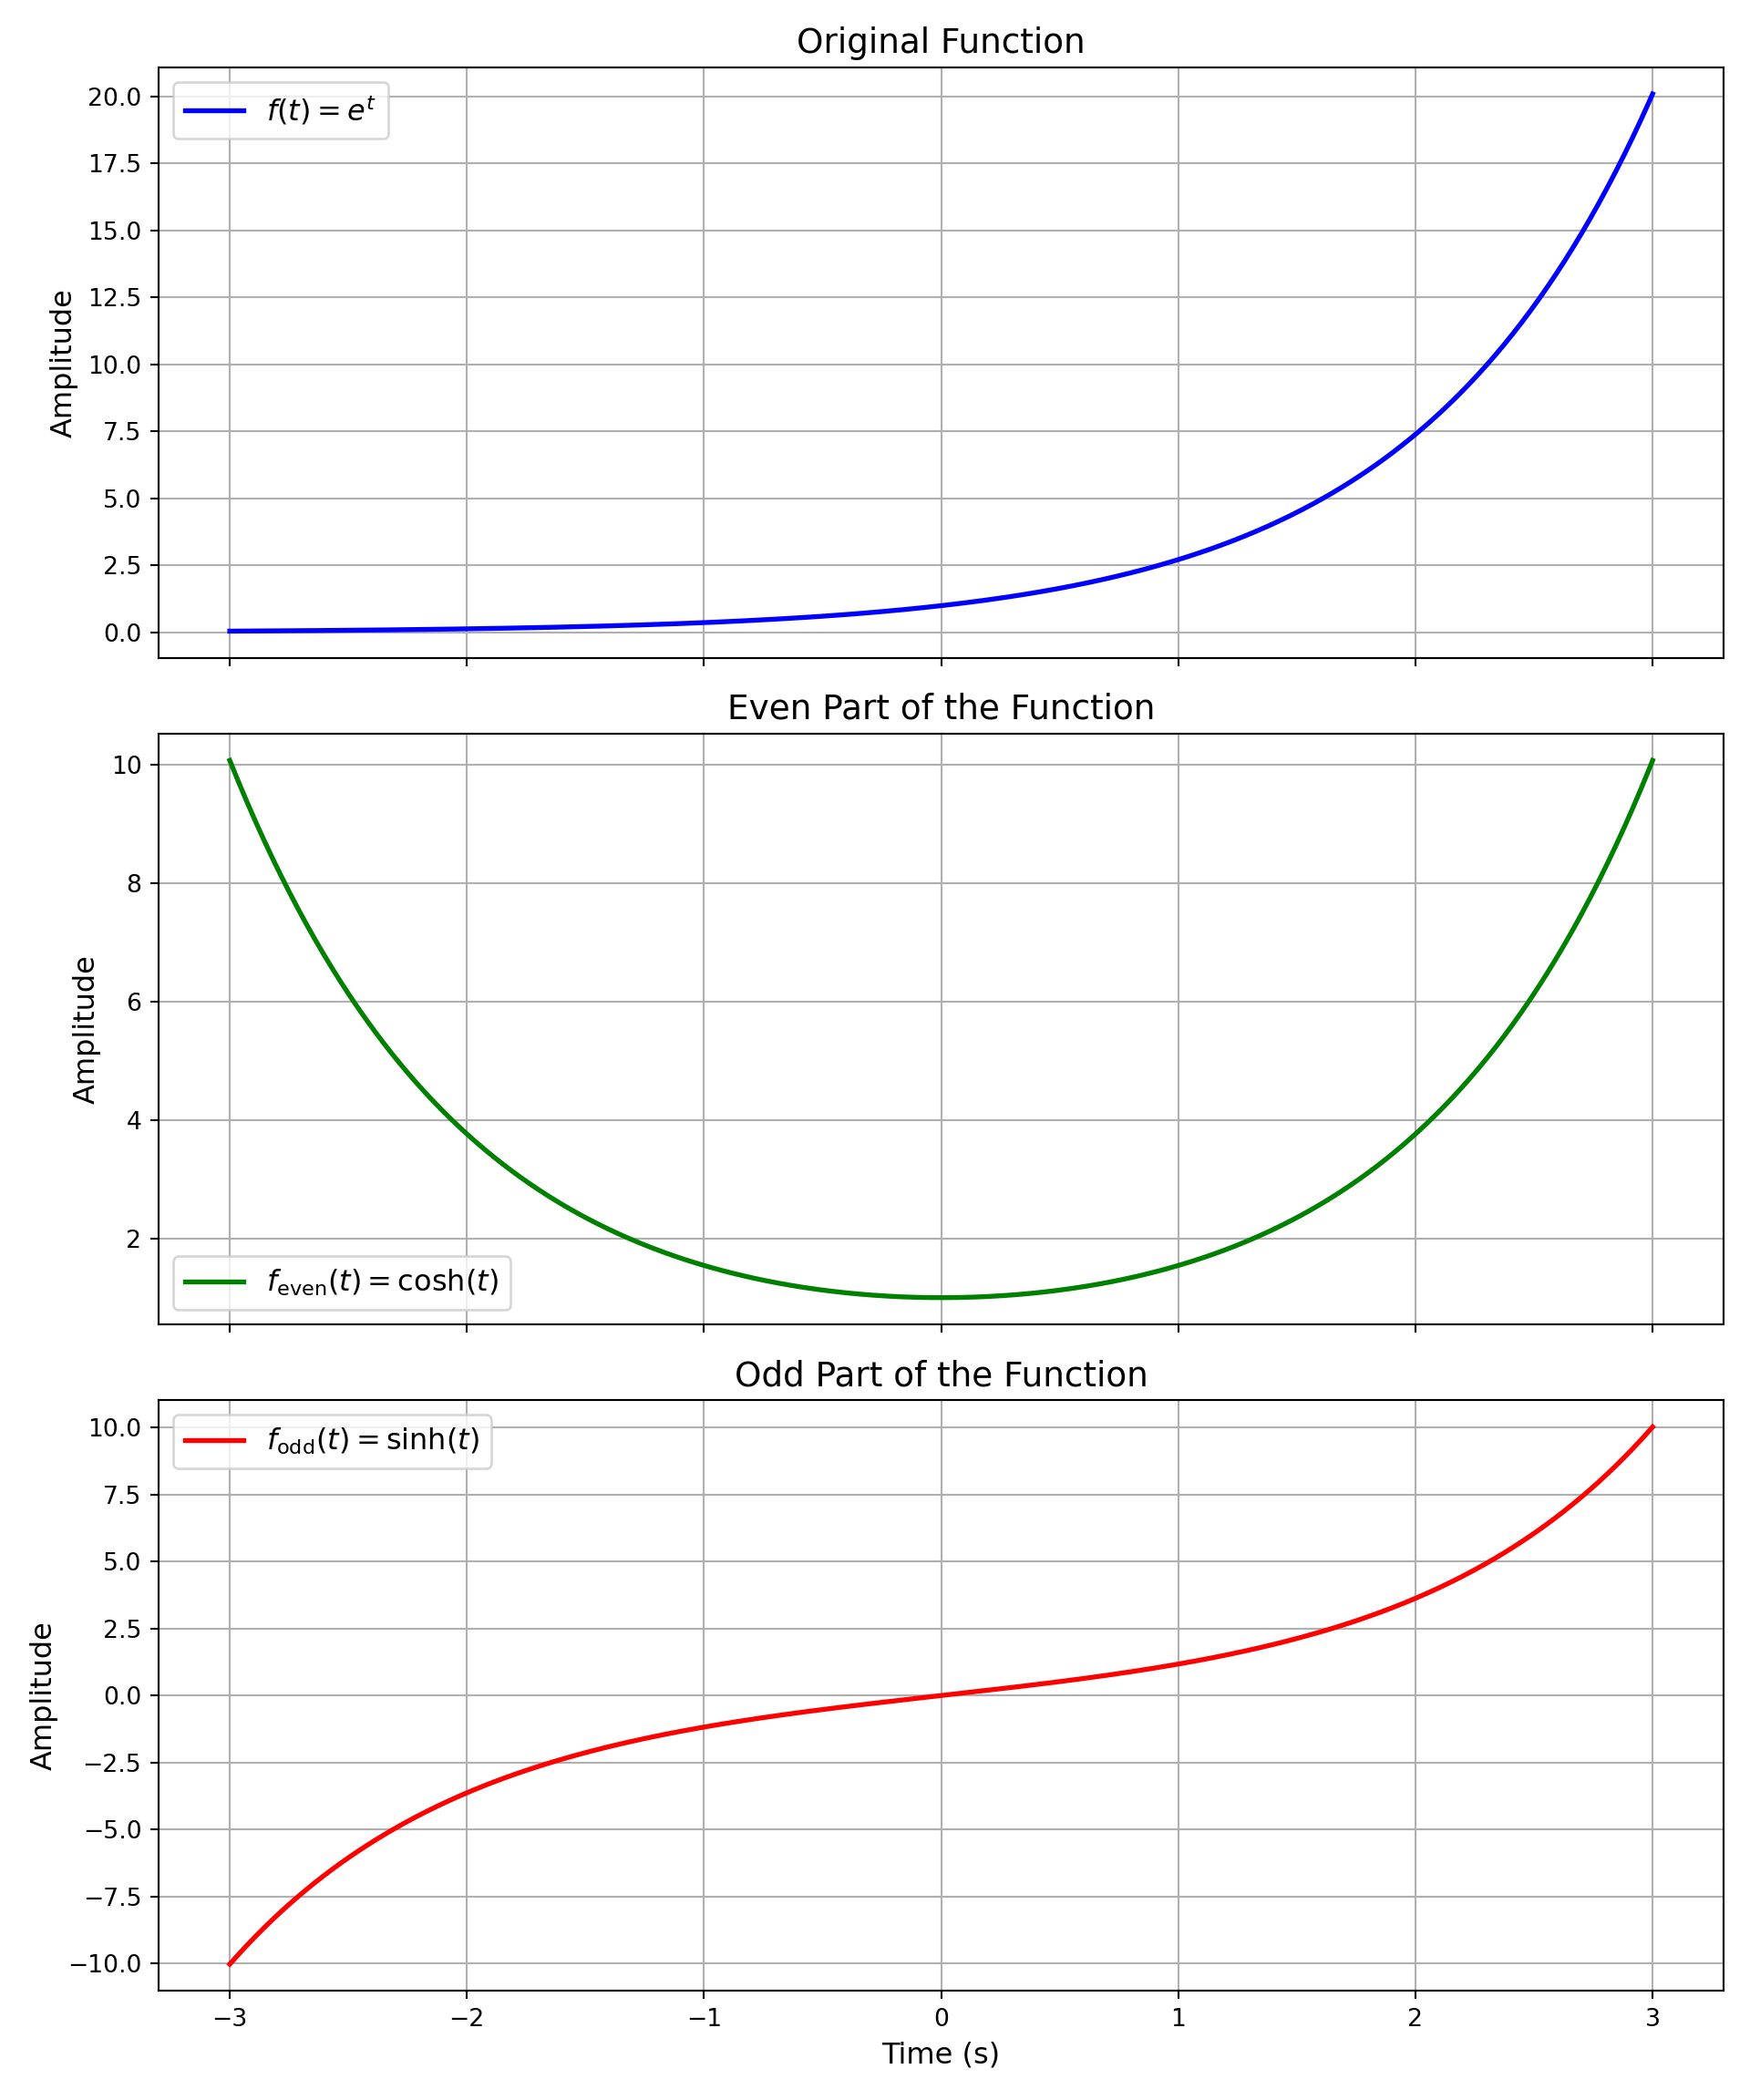 Original Function
f(t) = e^t
20.0
17.5
15.0
12.5
10.0
7.5
5.0
2.5
0.0
Amplitude
Even Part of the Function
10
8
6
4
2
Amplitude
f_even(t) = cosh(t)
Odd Part of the Function
f_odd(t) = sinh(t)
10.0
7.5
5.0
2.5
0.0
−2.5
−5.0
−7.5
−10.0
Amplitude
−3 −2 −1 0 1 2 3
Time (s)